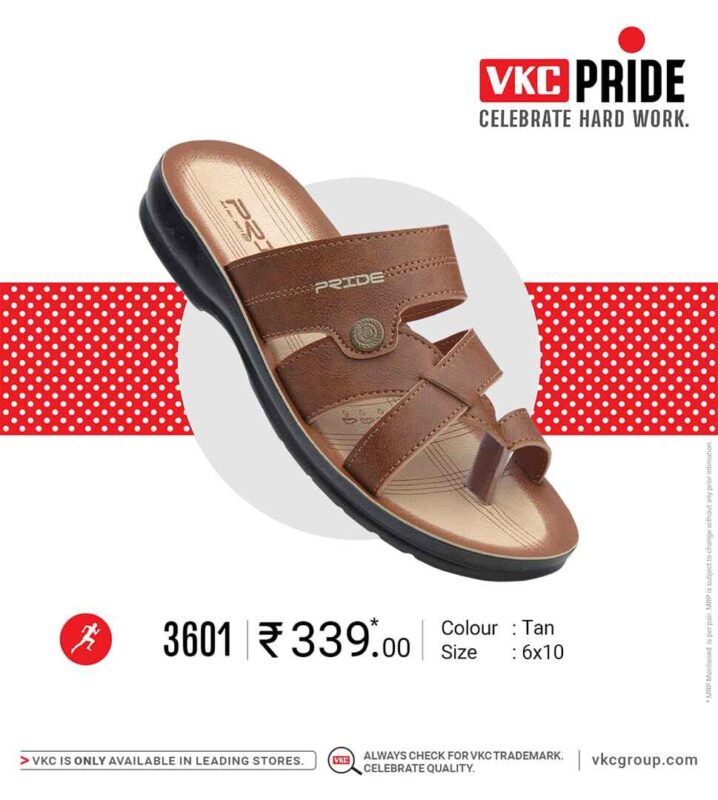 VKC PRIDE
CELEBRATE HARD WORK.
PRIDE
3601
₹ 339.00*
Colour : Tan
Size : 6x10
* MRP Mentioned is per pair. MRP is subject to change without any prior intimation.
> VKC IS ONLY AVAILABLE IN LEADING STORES.
VKC
ALWAYS CHECK FOR VKC TRADEMARK.
CELEBRATE QUALITY.
vkcgroup.com